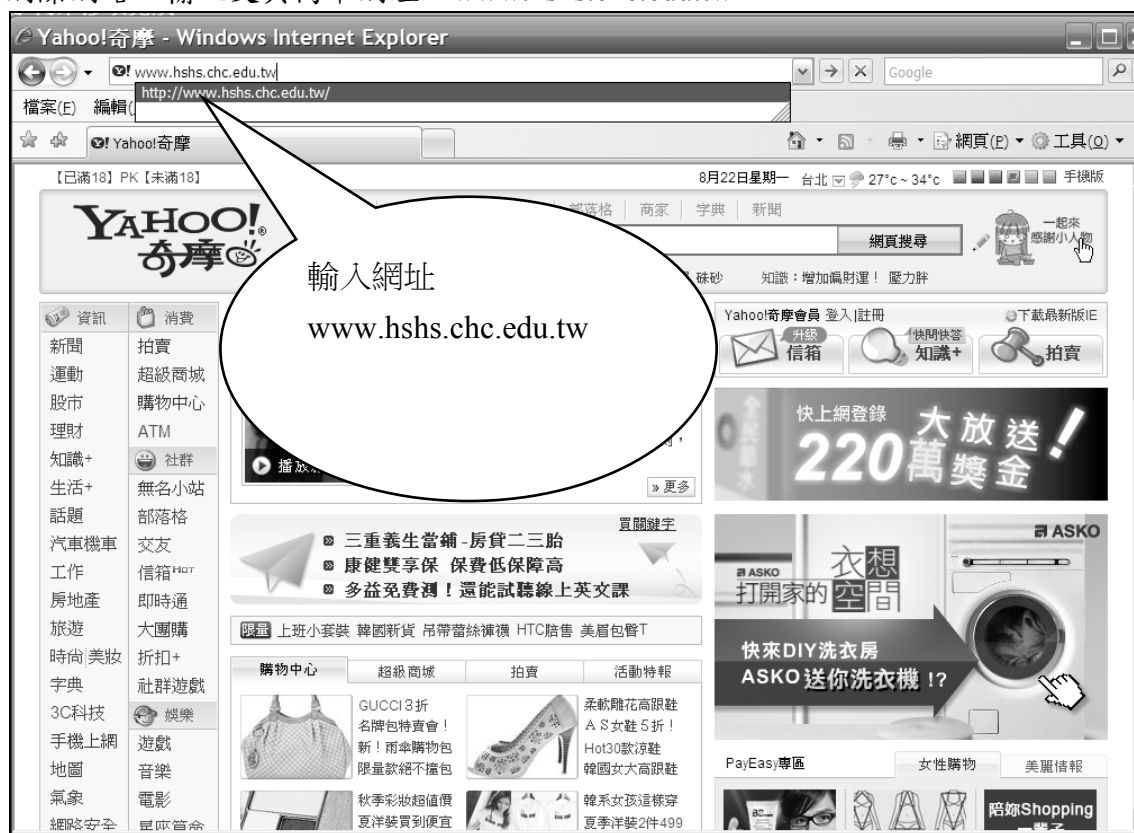 Yahoo!奇摩 - Windows Internet Explorer
www.hshs.chc.edu.tw
Google
http://www.hshs.chc.edu.tw/
檔案(F) 編輯(
Yahoo!奇摩
網頁(P) 工具(O)
【已滿18】PK【未滿18】
8月22日星期一 台北 27°c ~ 34°c 手機版
部落格 | 商家 | 字典 | 新聞
YAHOO!®
奇摩
網頁搜尋
一起來
感謝小人物
硃砂 知識：增加偏財運！ 壓力胖
輸入網址
www.hshs.chc.edu.tw
資訊 消費
新聞 拍賣
運動 超級商城
股市 購物中心
理財 ATM
知識+ 社群
生活+ 無名小站
話題 部落格
汽車機車 交友
工作 信箱HOT
房地產 即時通
旅遊 大團購
時尚|美妝 折扣+
字典 社群遊戲
3C科技 娛樂
手機上網 遊戲
地圖 音樂
氣象 電影
網路安全 星座算命
» 更多
買關鍵字
三重義生當鋪-房貸二三胎
康健雙享保 保費低保障高
多益免費測！還能試聽線上英文課
限量 上班小套裝 韓國新貨 吊帶蕾絲褲襪 HTC賠售 美眉包臀T
購物中心 超級商城 拍賣 活動特報
GUCCI３折
名牌包特賣會！
新！雨傘購物包
限量款絕不撞包
柔軟雕花高跟鞋
ＡＳ女鞋５折！
Hot30款涼鞋
韓國女大高跟鞋
秋季彩妝超值價
夏洋裝買到便宜
韓系女孩這樣穿
夏季洋裝2件499
Yahoo!奇摩會員 登入|註冊 下載最新版IE
升級
信箱
快問快答
知識+
拍賣
快上網登錄
220萬
大放送！
獎金
ASKO
ASKO
衣想
打開家的空間
快來DIY洗衣房
ASKO送你洗衣機 !?
PayEasy專區 女性購物 美麗情報
陪妳Shopping
一輩子